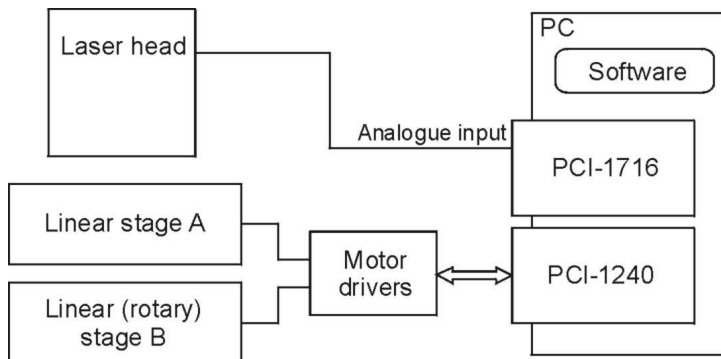 Laser head
PC
Software
Analogue input
PCI-1716
Linear stage A
Motor
drivers
PCI-1240
Linear (rotary)
stage B